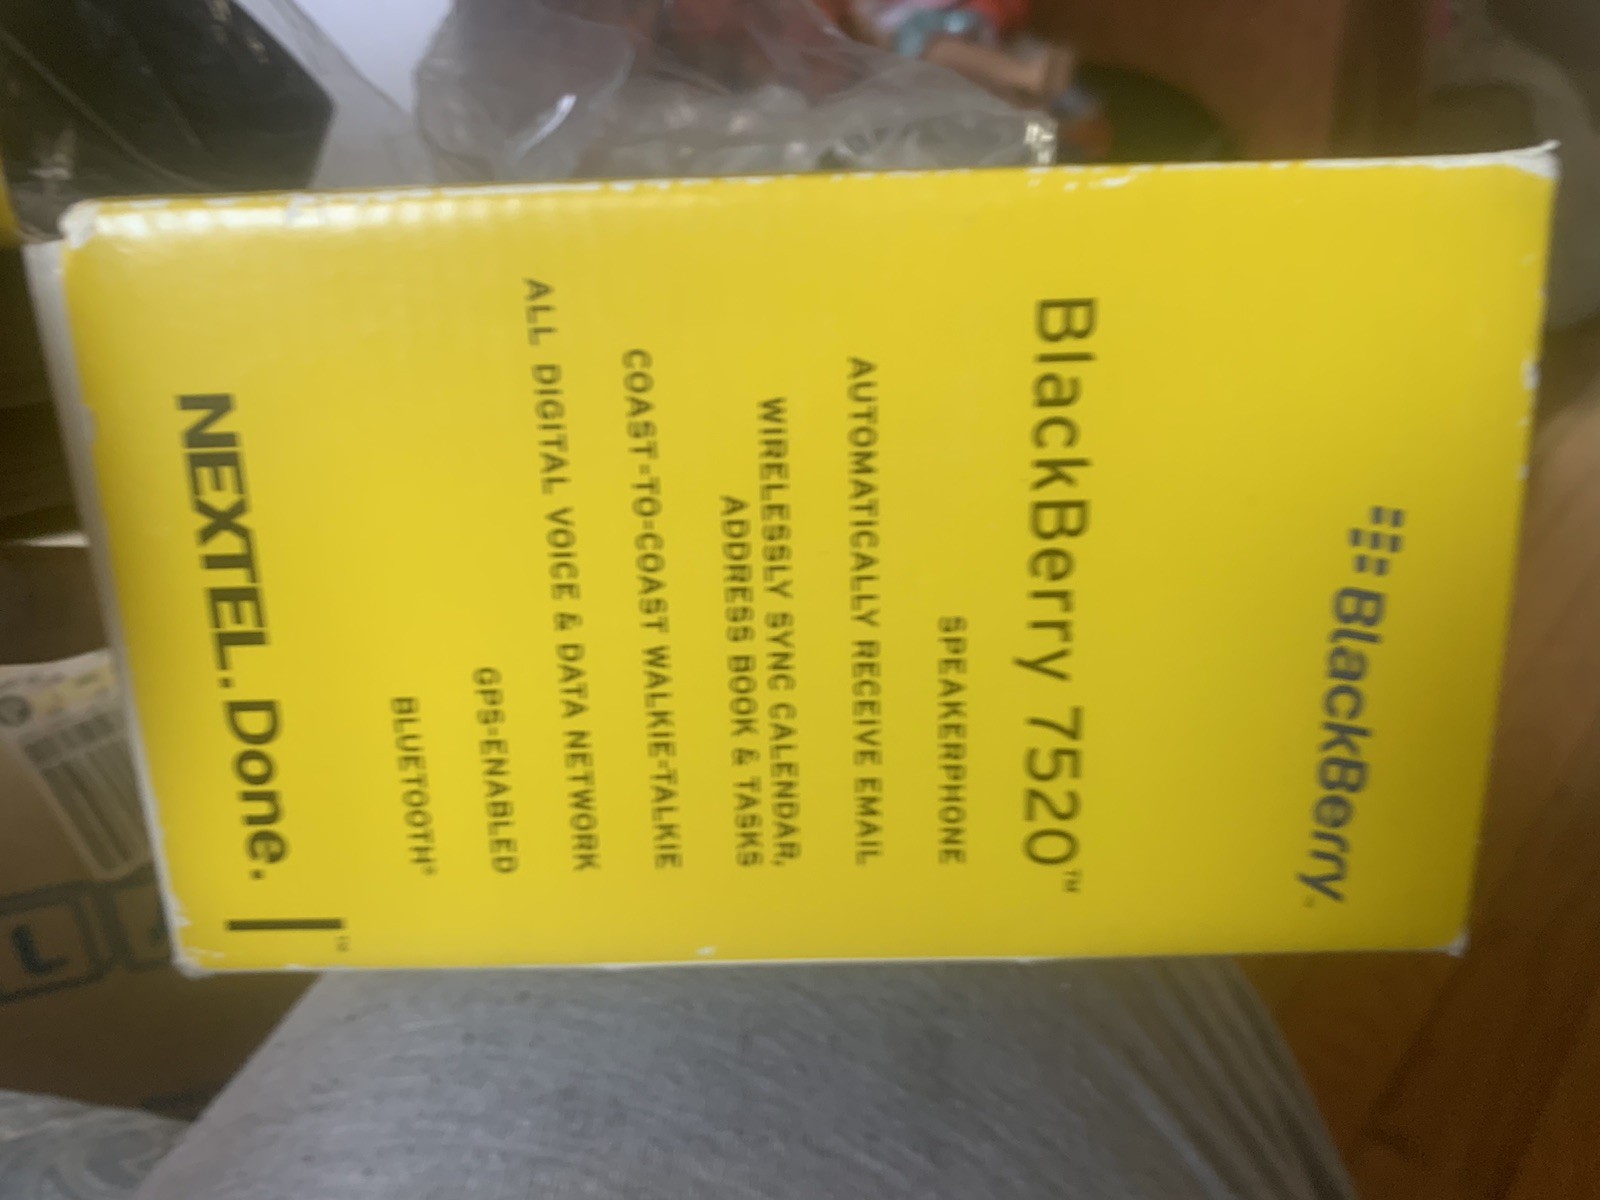 BlackBerry
BlackBerry 7520™
SPEAKERPHONE
AUTOMATICALLY RECEIVE EMAIL
WIRELESSLY SYNC CALENDAR,
ADDRESS BOOK & TASKS
COAST-TO-COAST WALKIE-TALKIE
ALL DIGITAL VOICE & DATA NETWORK
GPS-ENABLED
BLUETOOTH®
NEXTEL. Done.™
L